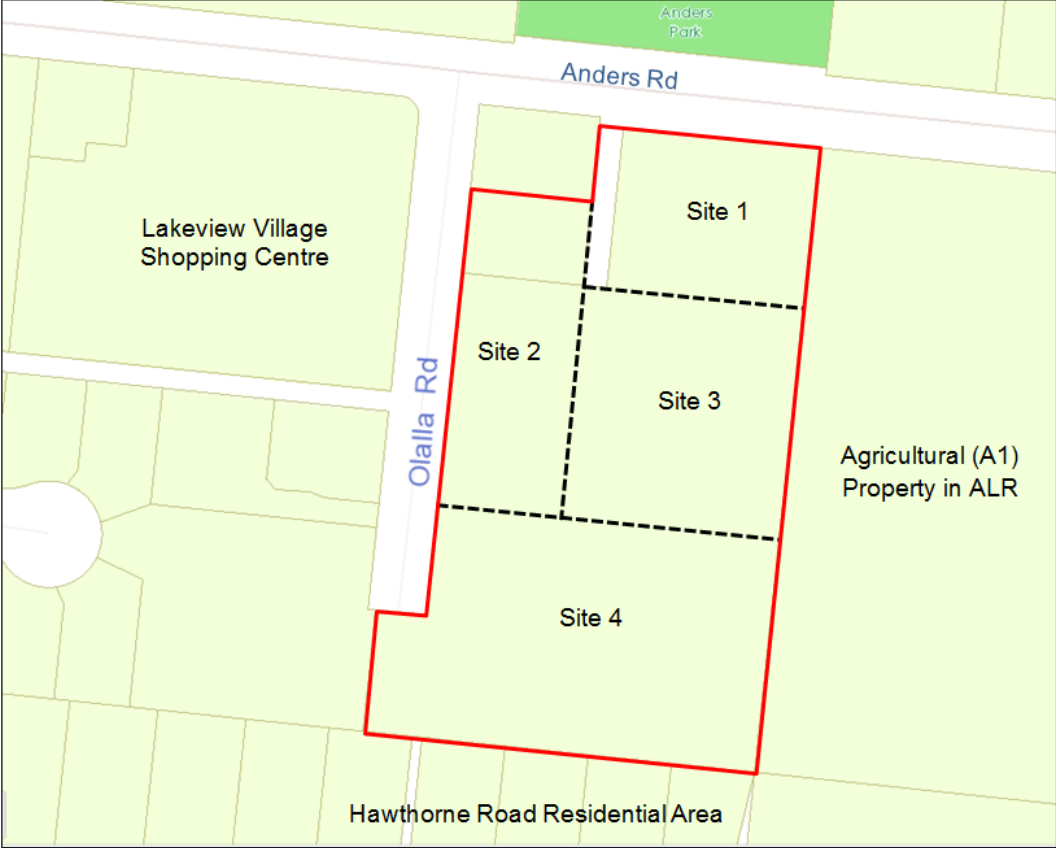 Anders
Park
Anders Rd
Site 1
Lakeview Village
Shopping Centre
Site 2
Olalla Rd
Site 3
Agricultural (A1)
Property in ALR
Site 4
Hawthorne Road Residential Area